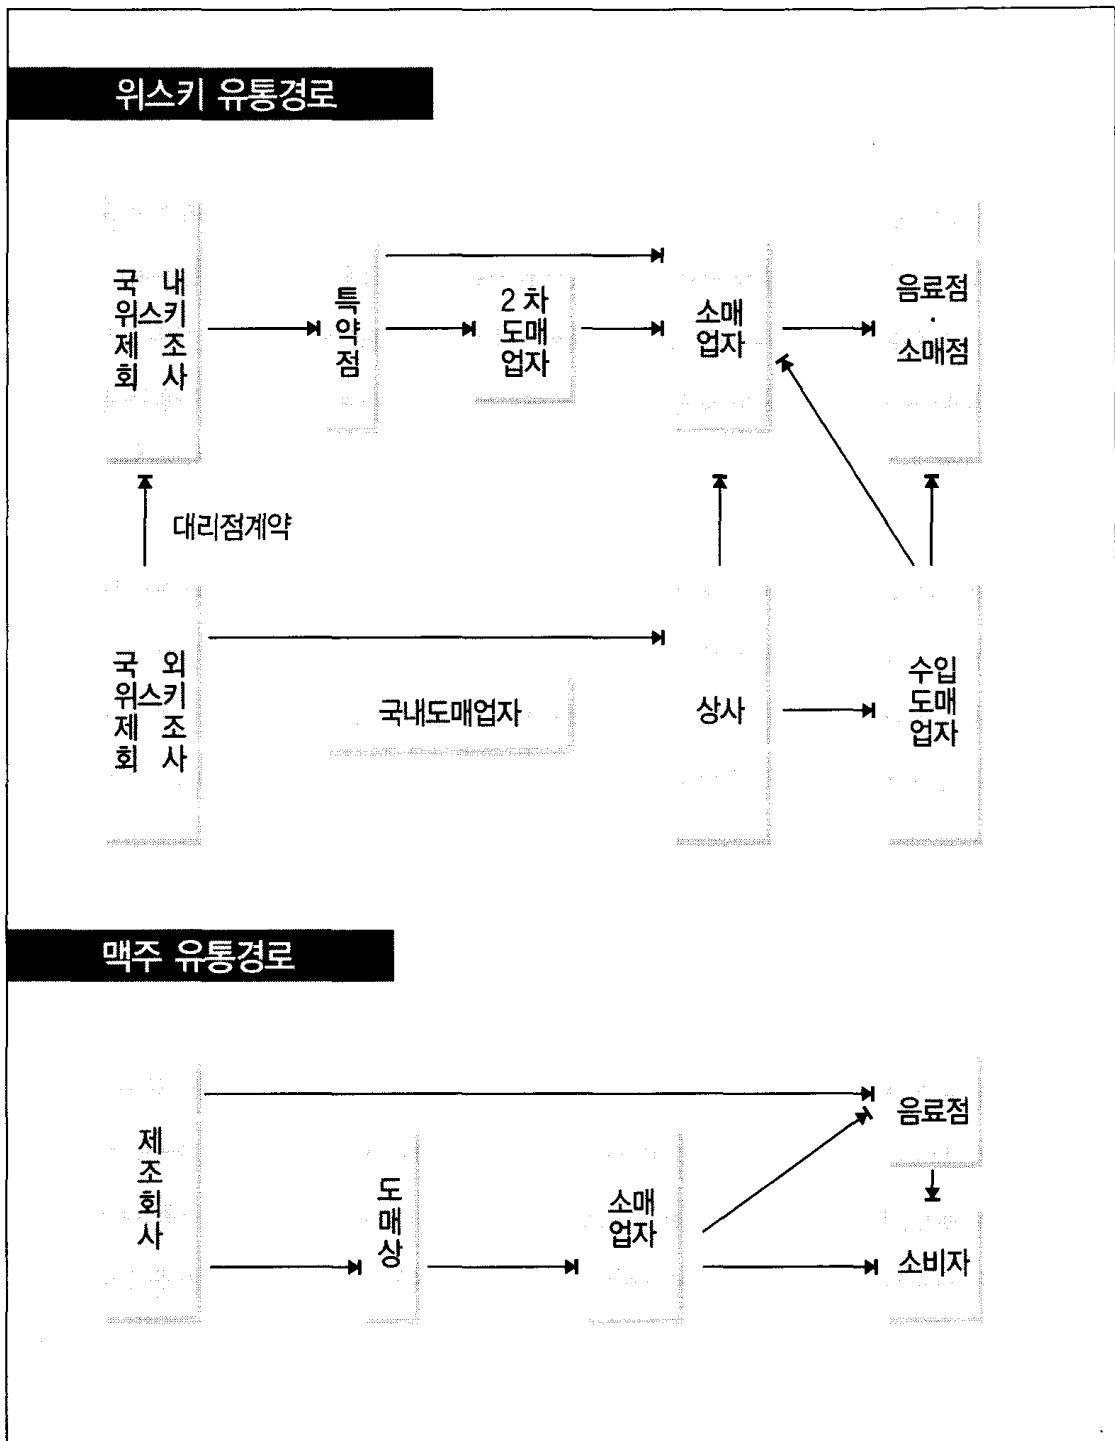 위스키 유통경로
국 내
위스키
제 조
회 사
특
약
점
2 차
도매
업자
소매
업자
음료점
·
소매점
대리점계약
국 외
위스키
제 조
회 사
국내도매업자
상사
수입
도매
업자
맥주 유통경로
제
조
회
사
도
매
상
소매
업자
음료점
소비자